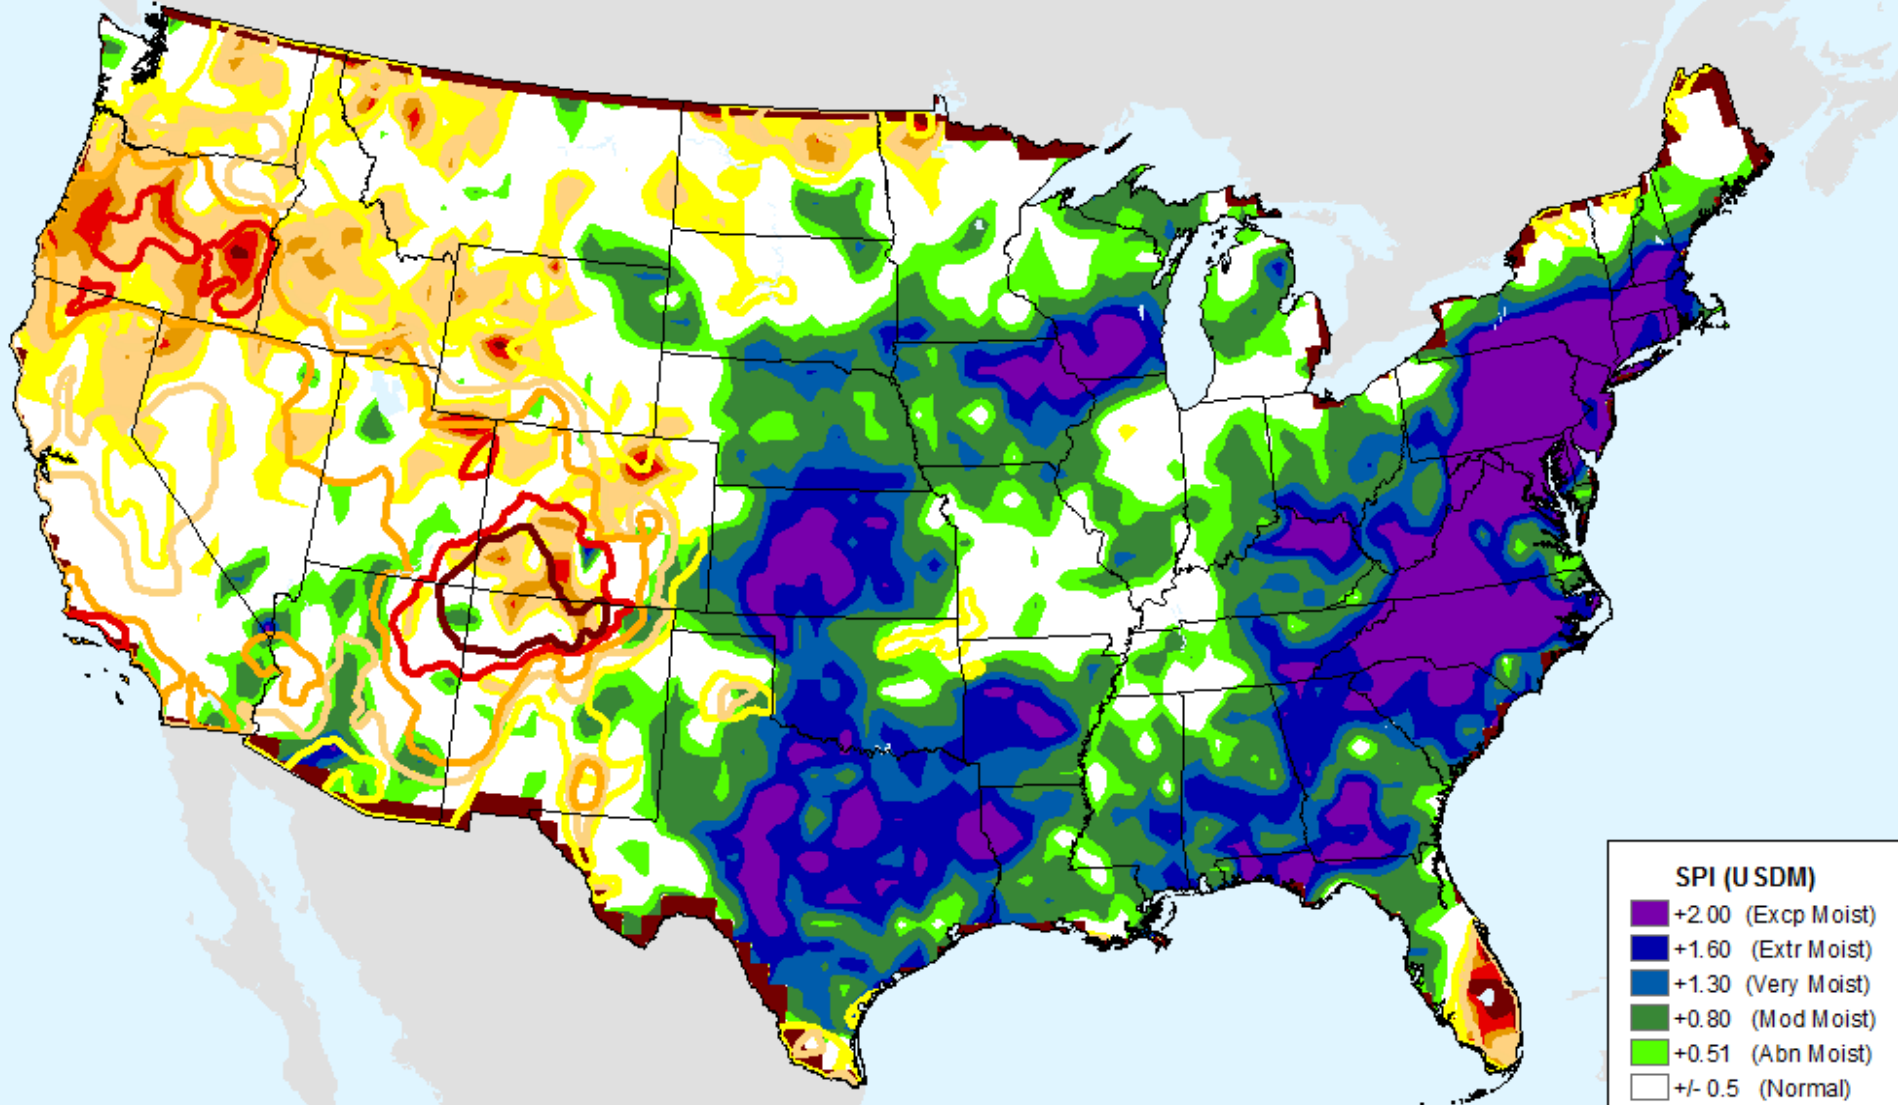 SPI (USDM)
+2.00 (Excp Moist)
+1.60 (Extr Moist)
+1.30 (Very Moist)
+0.80 (Mod Moist)
+0.51 (Abn Moist)
+/- 0.5 (Normal)